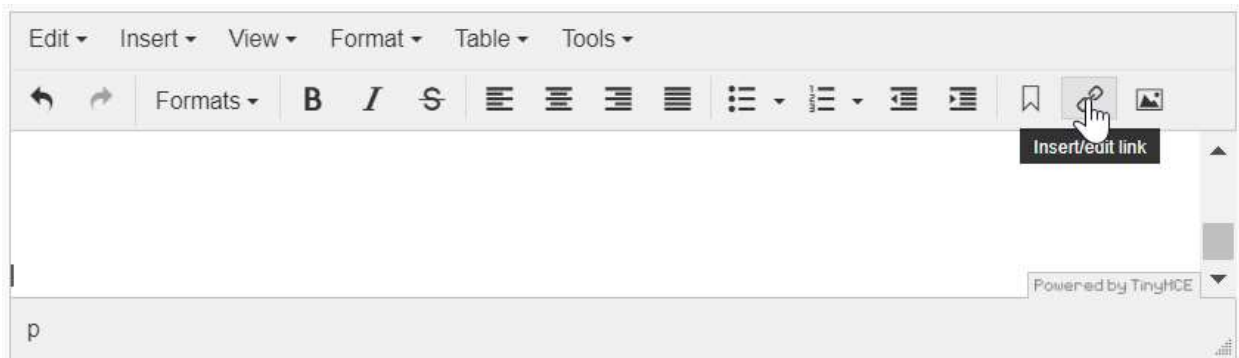 Edit Insert View Format Table Tools
Formats B I S
Insert/edit link
Powered by TinyMCE
p